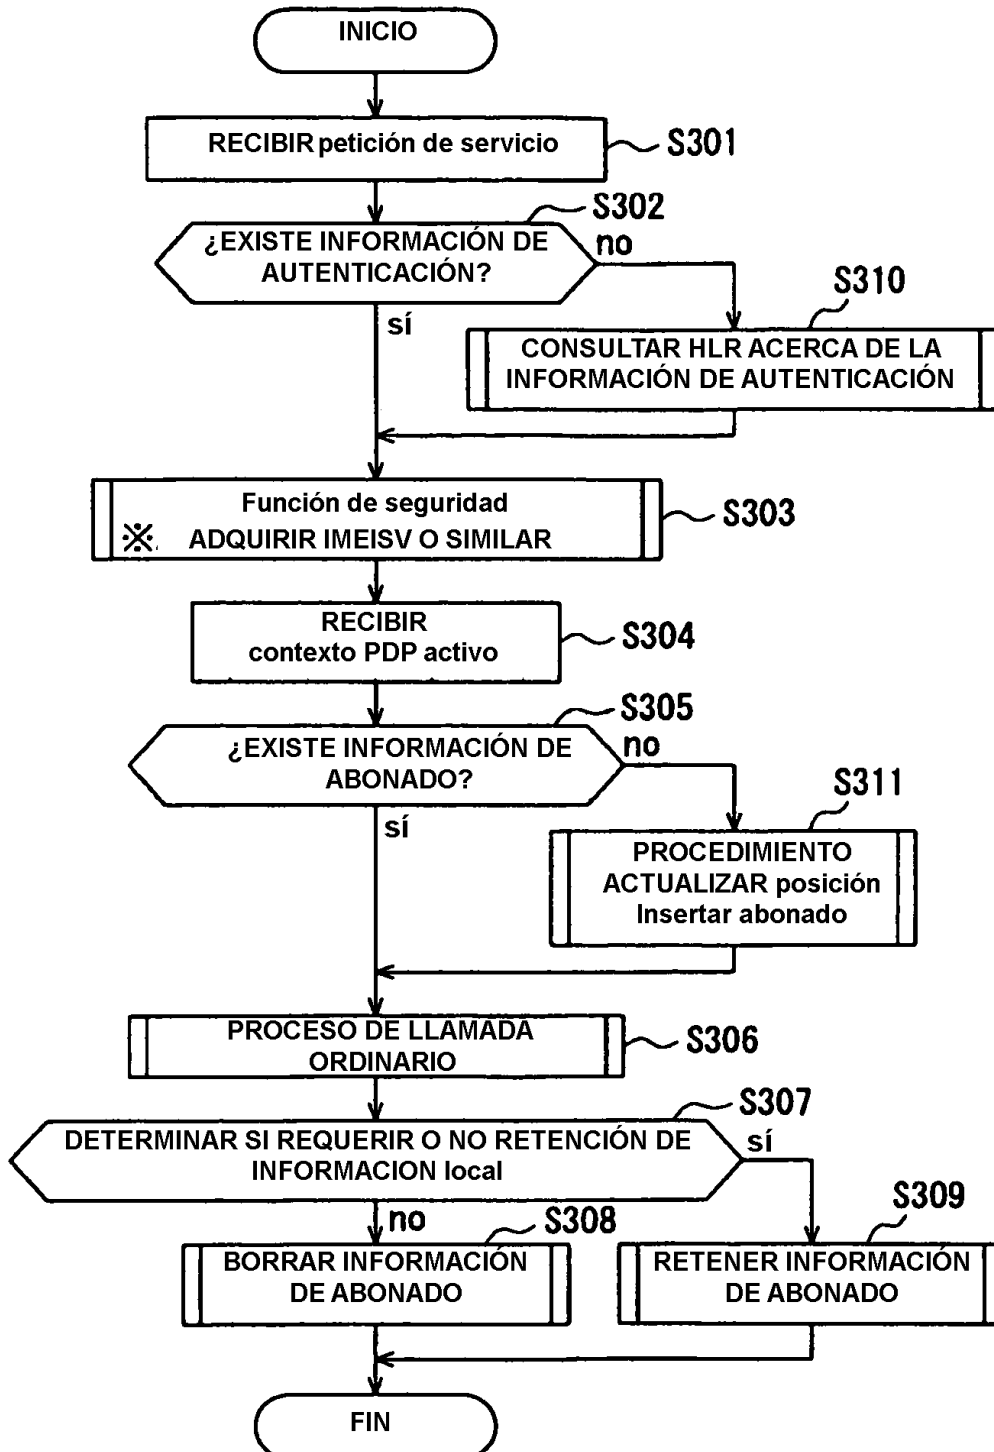 INICIO
RECIBIR petición de servicio
S301
S302
¿EXISTE INFORMACIÓN DE
AUTENTICACIÓN?
no
sí
S310
CONSULTAR HLR ACERCA DE LA
INFORMACIÓN DE AUTENTICACIÓN
Función de seguridad
※. ADQUIRIR IMEISV O SIMILAR
S303
RECIBIR
contexto PDP activo
S304
S305
¿EXISTE INFORMACIÓN DE
ABONADO?
no
sí
S311
PROCEDIMIENTO
ACTUALIZAR posición
Insertar abonado
PROCESO DE LLAMADA
ORDINARIO
S306
S307
DETERMINAR SI REQUERIR O NO RETENCIÓN DE
INFORMACION local
sí
no
S308
S309
BORRAR INFORMACIÓN
DE ABONADO
RETENER INFORMACIÓN
DE ABONADO
FIN